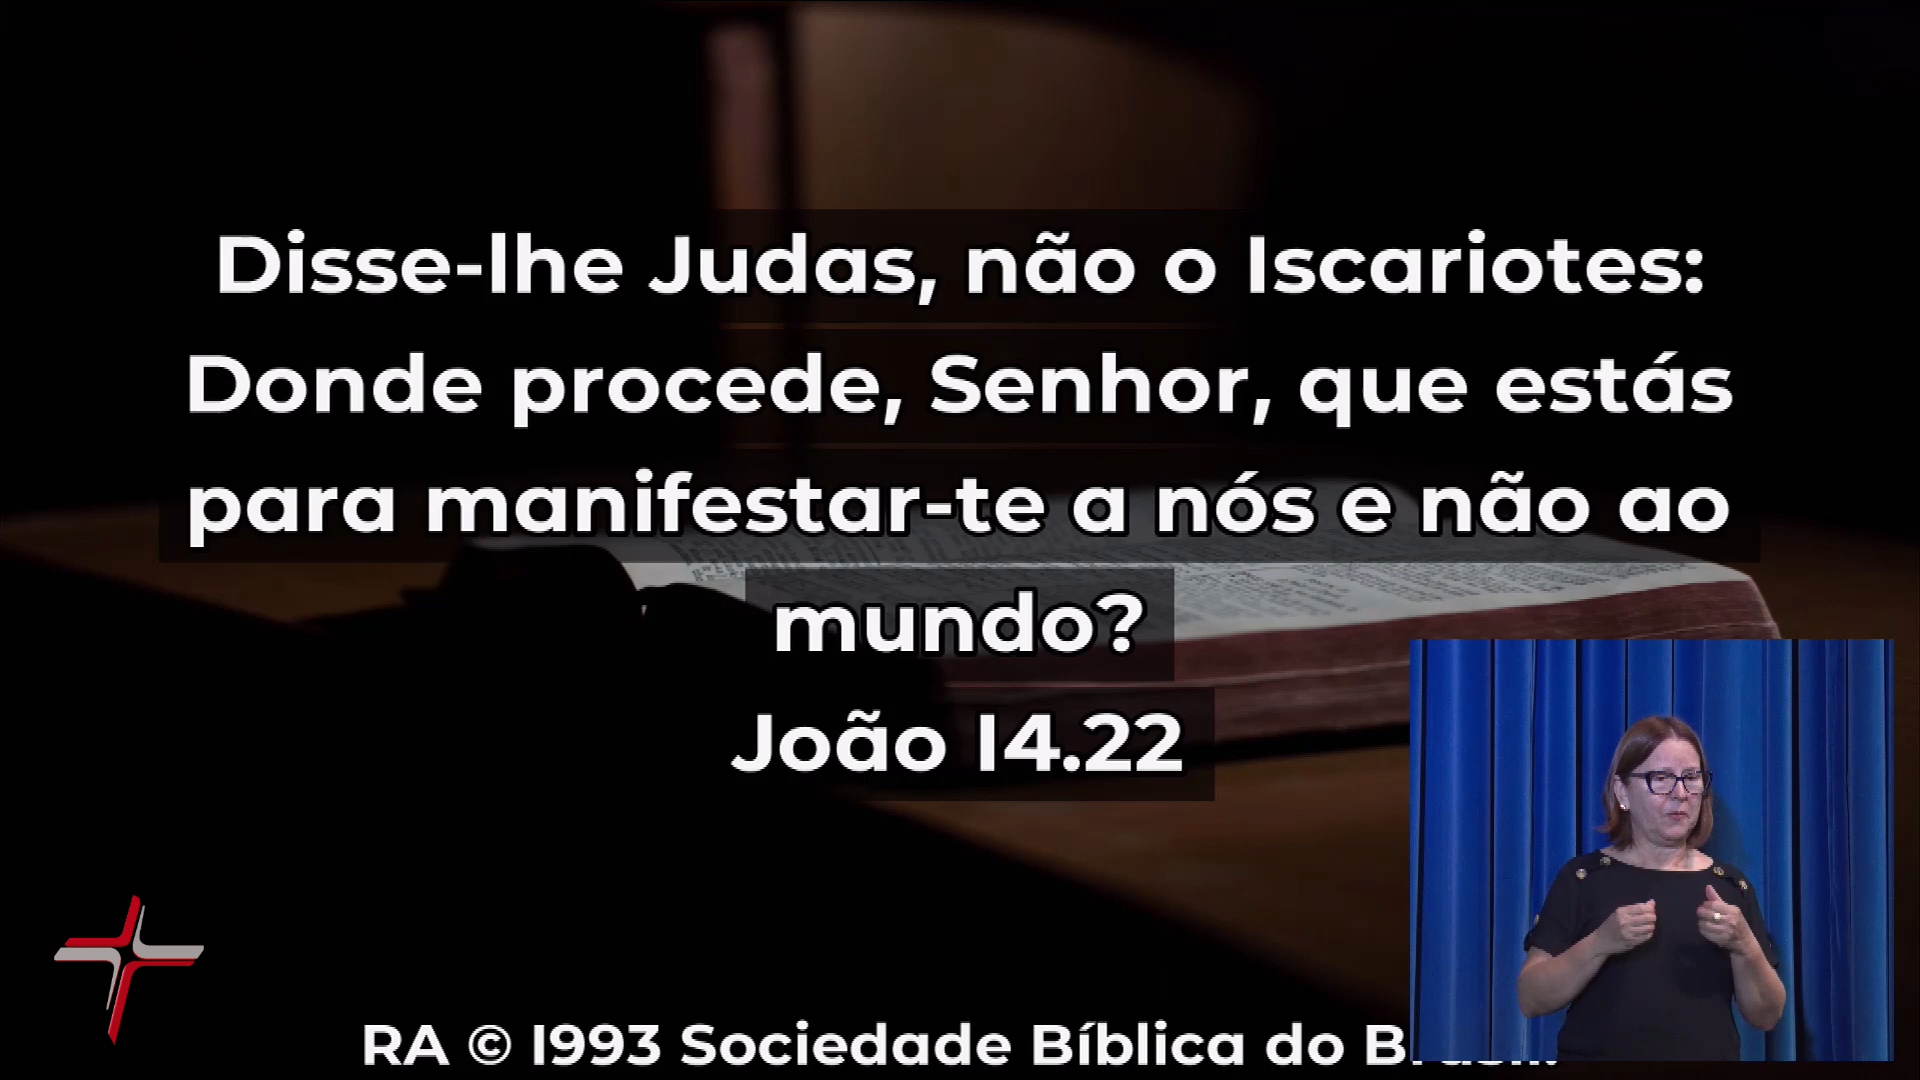 Disse-lhe Judas, não o Iscariotes:
Donde procede, Senhor, que estás
para manifestar-te a nós e não ao
mundo?
João 14.22
RA © 1993 Sociedade Bíblica do